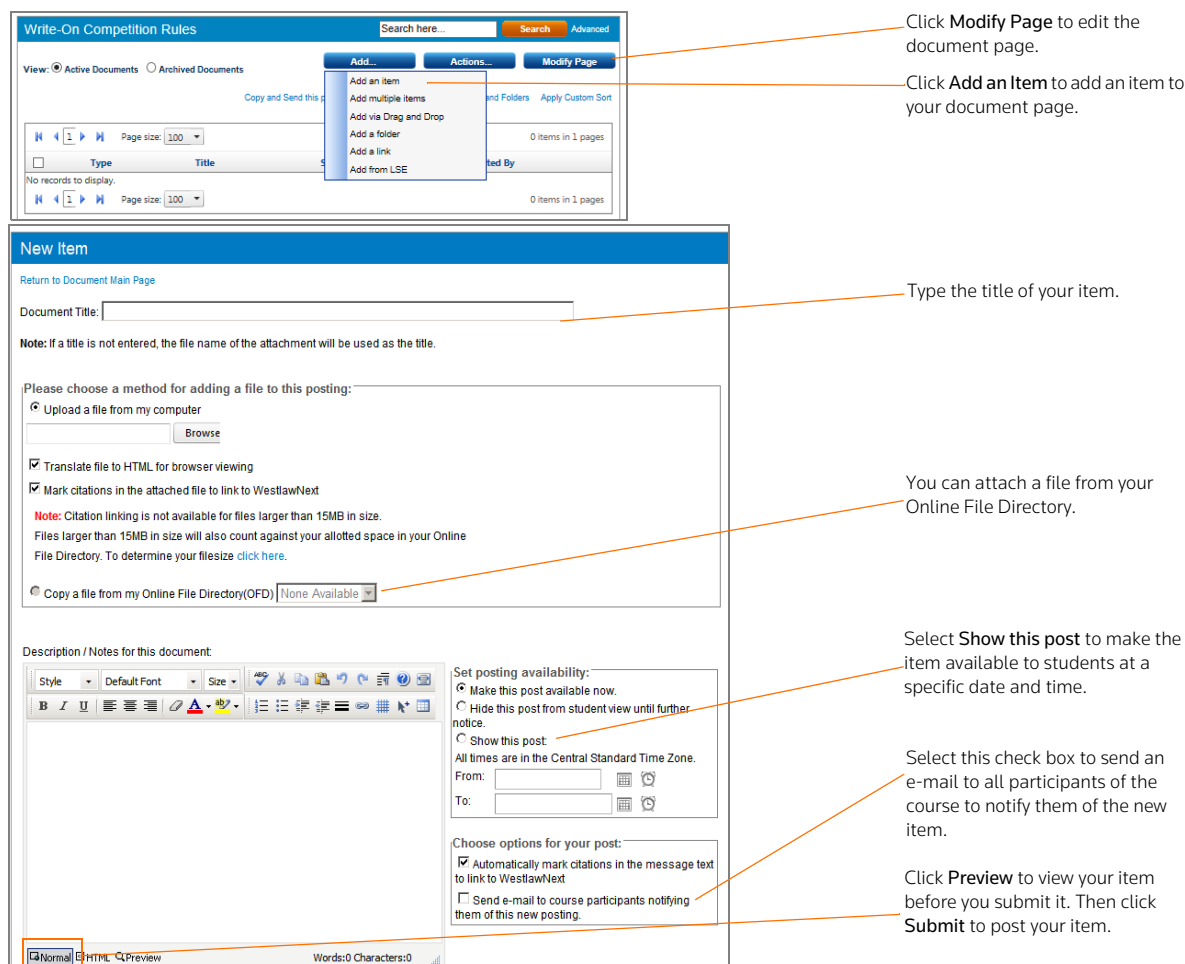 Write-On Competition Rules
Search here...
Search
Advanced
View: Active Documents Archived Documents
Add...
Actions...
Modify Page
Add an item
Add multiple items
Add via Drag and Drop
Add a folder
Add a link
Add from LSE
Copy and Send this p
nd Folders
Apply Custom Sort
1
Page size: 100
0 items in 1 pages
Type
Title
S
ted By
No records to display.
1
Page size: 100
0 items in 1 pages
Click Modify Page to edit the
document page.
Click Add an Item to add an item to
your document page.
New Item
Return to Document Main Page
Document Title:
Note: If a title is not entered, the file name of the attachment will be used as the title.
Type the title of your item.
Please choose a method for adding a file to this posting:
Upload a file from my computer
Browse
Translate file to HTML for browser viewing
Mark citations in the attached file to link to WestlawNext
Note: Citation linking is not available for files larger than 15MB in size.
Files larger than 15MB in size will also count against your allotted space in your Online
File Directory. To determine your filesize click here.
Copy a file from my Online File Directory(OFD) None Available
You can attach a file from your
Online File Directory.
Description / Notes for this document:
Style
Default Font
Size
ABC
B I U
A
ab
Set posting availability:
Make this post available now.
Hide this post from student view until further
notice.
Show this post:
All times are in the Central Standard Time Zone.
From:
To:
Choose options for your post:
Automatically mark citations in the message text
to link to WestlawNext
Send e-mail to course participants notifying
them of this new posting.
Normal HTML Preview
Words:0 Characters:0
Select Show this post to make the
item available to students at a
specific date and time.
Select this check box to send an
e-mail to all participants of the
course to notify them of the new
item.
Click Preview to view your item
before you submit it. Then click
Submit to post your item.